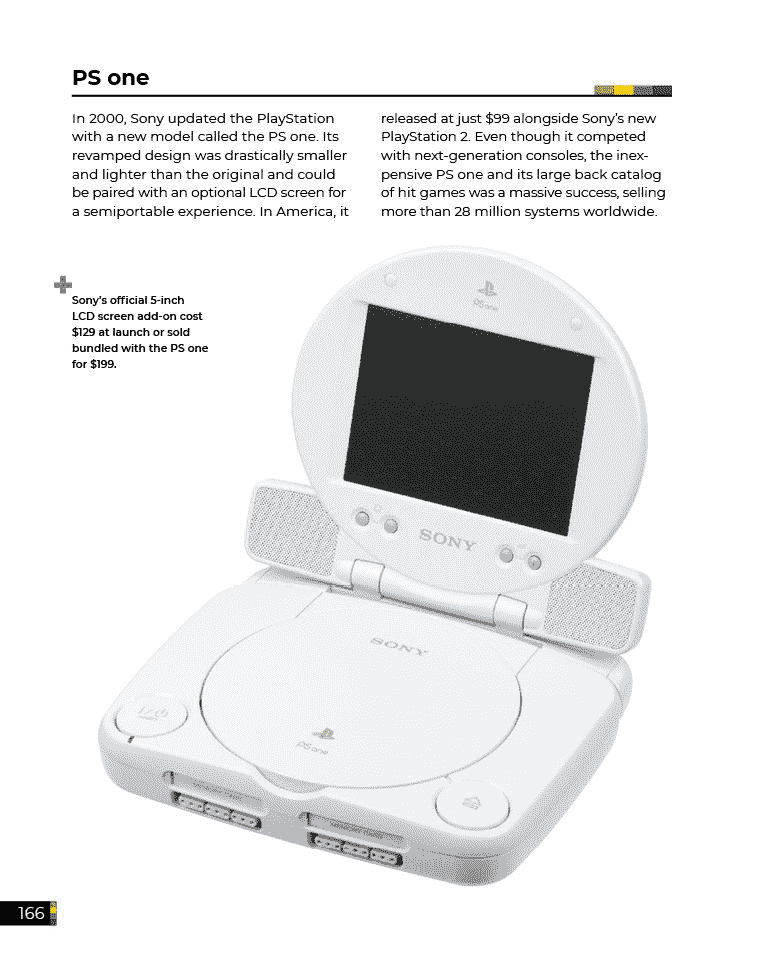 PS one
In 2000, Sony updated the PlayStation
with a new model called the PS one. Its
revamped design was drastically smaller
and lighter than the original and could
be paired with an optional LCD screen for
a semiportable experience. In America, it
released at just $99 alongside Sony's new
PlayStation 2. Even though it competed
with next-generation consoles, the inex-
pensive PS one and its large back catalog
of hit games was a massive success, selling
more than 28 million systems worldwide.
Sony's official 5-inch
LCD screen add-on cost
$129 at launch or sold
bundled with the PS one
for $199.
PS one
SONY
SONY
PS one
166